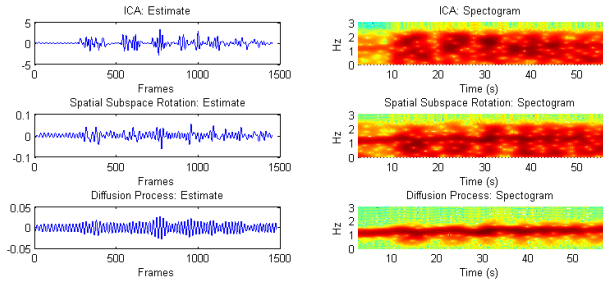 ICA: Estimate
5
0
-5
0 500 1000 1500
Frames
ICA: Spectogram
Hz
3
2
1
0
10 20 30 40 50
Time (s)
Spatial Subspace Rotation: Estimate
0.1
0
-0.1
0 500 1000 1500
Frames
Spatial Subspace Rotation: Spectogram
Hz
3
2
1
0
10 20 30 40 50
Time (s)
Diffusion Process: Estimate
0.05
0
-0.05
0 500 1000 1500
Frames
Diffusion Process: Spectogram
Hz
3
2
1
0
10 20 30 40 50
Time (s)